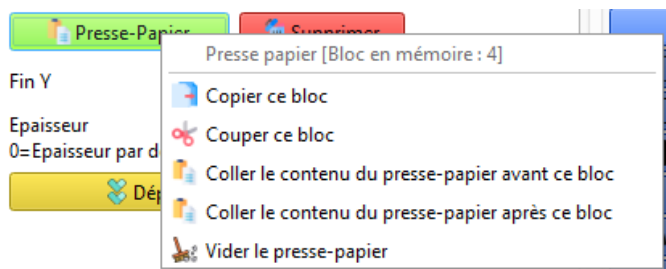 Presse-Papier Supprimer
Presse papier [Bloc en mémoire : 4]
Fin Y
Copier ce bloc
Epaisseur
Couper ce bloc
0=Epaisseur par d
Coller le contenu du presse-papier avant ce bloc
Dép
Coller le contenu du presse-papier après ce bloc
Vider le presse-papier